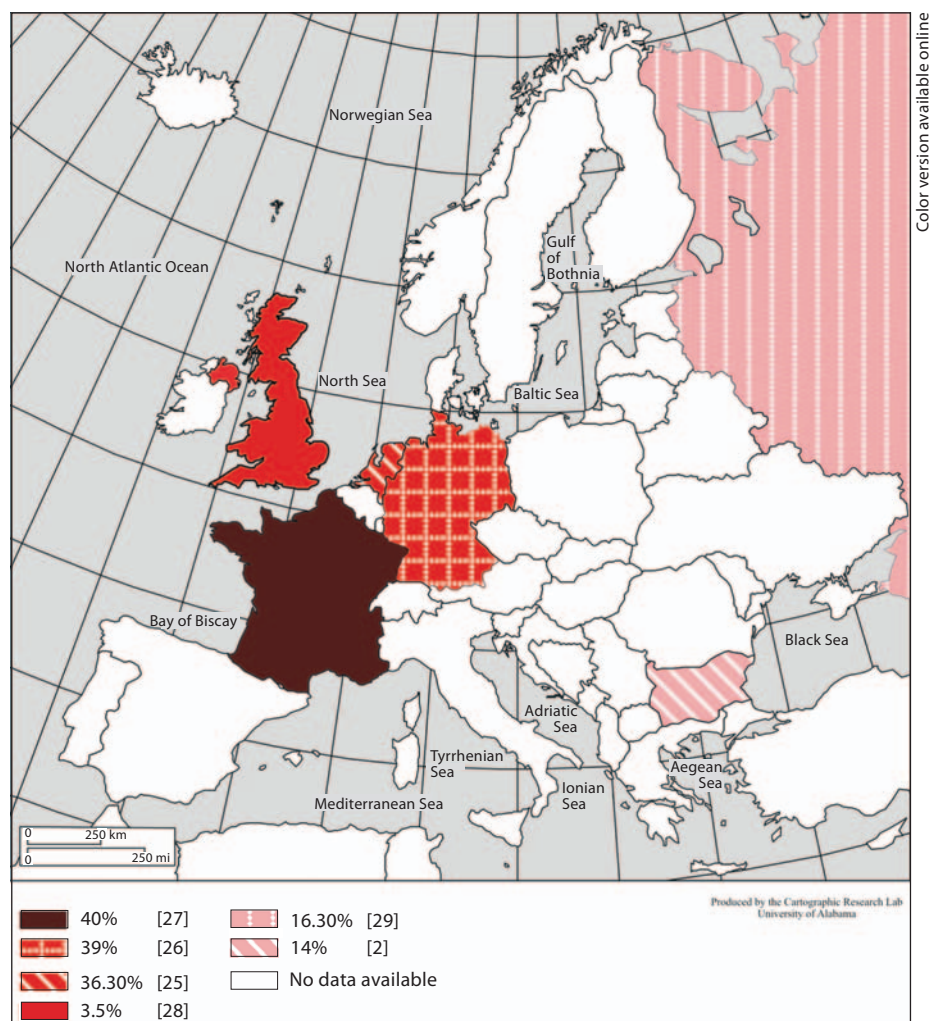 Color version available online
Norwegian Sea
North Atlantic Ocean
Gulf
of
Bothnia
North Sea
Baltic Sea
Bay of Biscay
Black Sea
Adriatic
Sea
Tyrrhenian
Sea
Aegean
Sea
Ionian
Sea
Mediterranean Sea
0 250 km
0 250 mi
Produced by the Cartographic Research Lab
University of Alabama
40% [27]
39% [26]
36.30% [25]
3.5% [28]
16.30% [29]
14% [2]
No data available